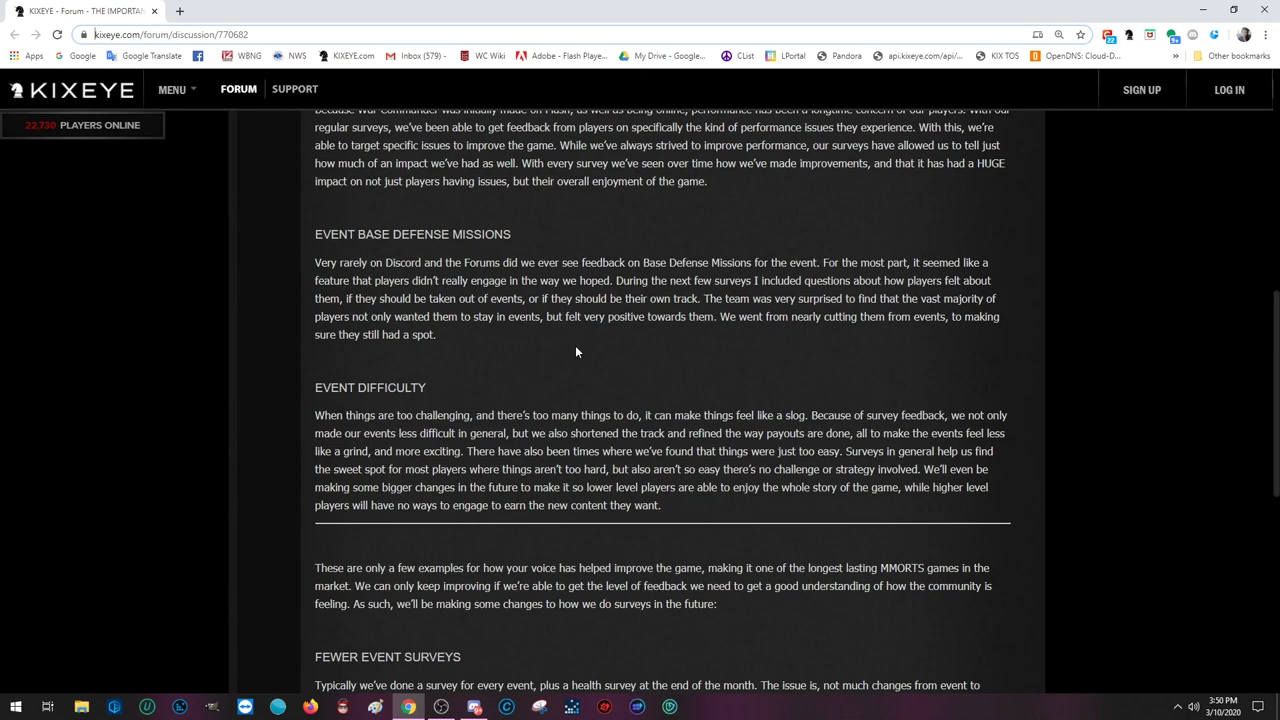 KIXEYE - Forum - THE IMPORTAN
kixeye.com/forum/discussion/770682
Apps Google Google Translate WBNG NWS KIXEYE.com Inbox (579) - WC Wiki Adobe - Flash Playe... My Drive - Google... CList LPortal Pandora api.kixeye.com/api/... KIX TOS OpenDNS: Cloud-D... » Other bookmarks
22
9+
KIXEYE MENU FORUM SUPPORT SIGN UP LOG IN
22,730 PLAYERS ONLINE
Because War Commander was initially made on Flash, as well as being online, performance has been a longtime concern of our players. With our
regular surveys, we've been able to get feedback from players on specifically the kind of performance issues they experience. With this, we're
able to target specific issues to improve the game. While we've always strived to improve performance, our surveys have allowed us to tell just
how much of an impact we've had as well. With every survey we've seen over time how we've made improvements, and that it has had a HUGE
impact on not just players having issues, but their overall enjoyment of the game.
EVENT BASE DEFENSE MISSIONS
Very rarely on Discord and the Forums did we ever see feedback on Base Defense Missions for the event. For the most part, it seemed like a
feature that players didn't really engage in the way we hoped. During the next few surveys I included questions about how players felt about
them, if they should be taken out of events, or if they should be their own track. The team was very surprised to find that the vast majority of
players not only wanted them to stay in events, but felt very positive towards them. We went from nearly cutting them from events, to making
sure they still had a spot.
EVENT DIFFICULTY
When things are too challenging, and there's too many things to do, it can make things feel like a slog. Because of survey feedback, we not only
made our events less difficult in general, but we also shortened the track and refined the way payouts are done, all to make the events feel less
like a grind, and more exciting. There have also been times where we've found that things were just too easy. Surveys in general help us find
the sweet spot for most players where things aren't too hard, but also aren't so easy there's no challenge or strategy involved. We'll even be
making some bigger changes in the future to make it so lower level players are able to enjoy the whole story of the game, while higher level
players will have no ways to engage to earn the new content they want.
These are only a few examples for how your voice has helped improve the game, making it one of the longest lasting MMORTS games in the
market. We can only keep improving if we're able to get the level of feedback we need to get a good understanding of how the community is
feeling. As such, we'll be making some changes to how we do surveys in the future:
FEWER EVENT SURVEYS
Typically we've done a survey for every event, plus a health survey at the end of the month. The issue is, not much changes from event to
3:50 PM
3/10/2020